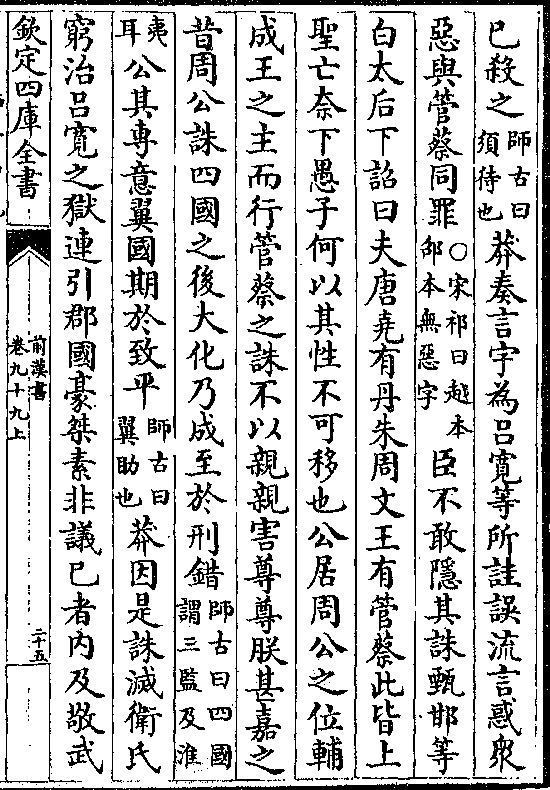 已殺之師古曰須待也莽奏言宇為呂寬等所詿誤流言惑衆
惡與管蔡同罪○宋祁曰越本邵本無惡字臣不敢隱其誅甄邯等
白太后下詔曰夫唐堯有丹朱周文王有管蔡此皆上
聖亡奈下愚子何以其性不可移也公居周公之位輔
成王之主而行管蔡之誅不以親親害尊尊朕甚嘉之
昔周公誅四國之後大化乃成至於刑錯師古曰四國謂三監及淮
夷耳公其專意翼國期於致平師古曰翼助也莽因是誅滅衛氏
窮治呂寬之獄連引郡國豪桀素非議已者内及敬武
欽定四庫全書
前漢書
卷九十九上
二十五